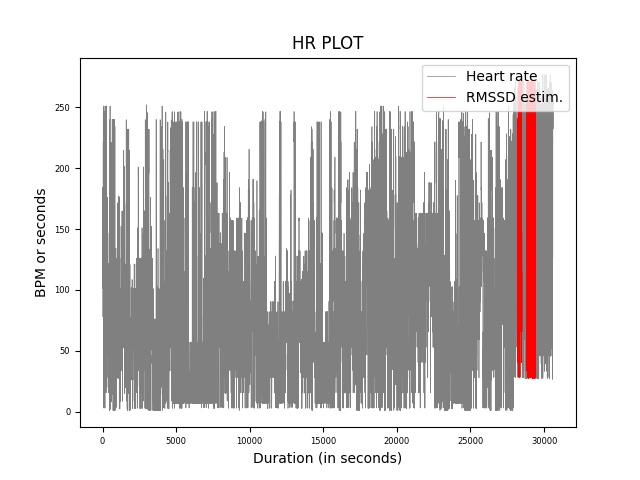 HR PLOT
Heart rate
RMSSD estim.
BPM or seconds
250
200
150
100
50
0
0 5000 10000 15000 20000 25000 30000
Duration (in seconds)